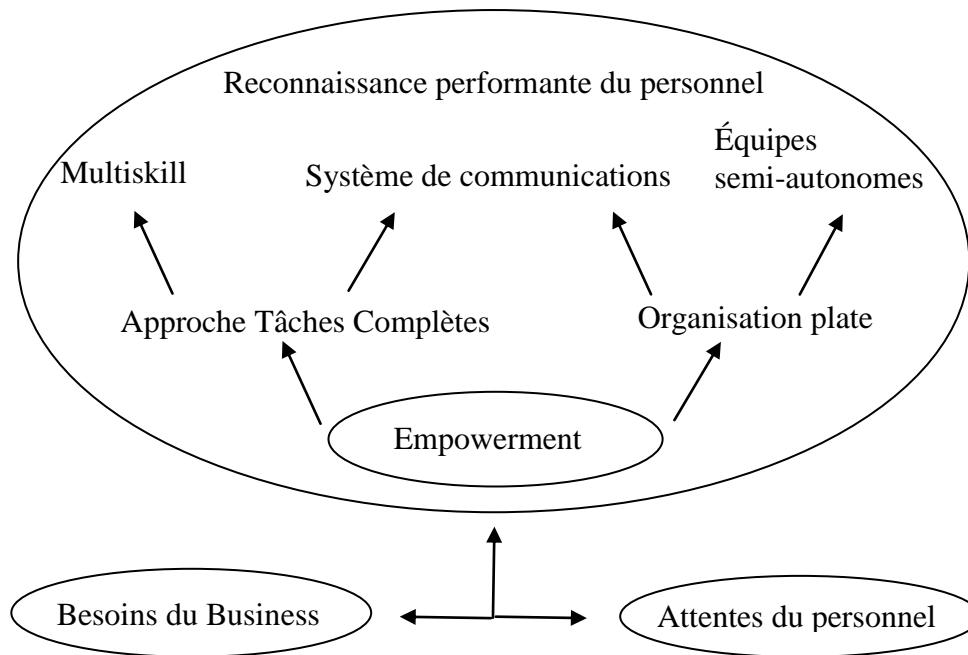 Reconnaissance performante du personnel
Multiskill
Système de communications
Équipes
semi-autonomes
Approche Tâches Complètes
Organisation plate
Empowerment
Besoins du Business
Attentes du personnel